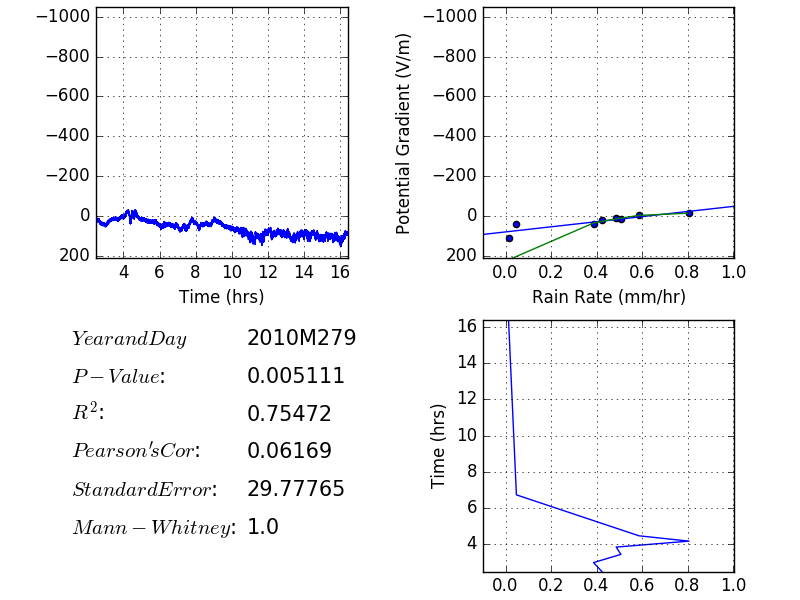 −1000
−800
−600
−400
−200
0
200
4 6 8 10 12 14 16
Time (hrs)
Potential Gradient (V/m)
−1000
−800
−600
−400
−200
0
200
0.0 0.2 0.4 0.6 0.8 1.0
Rain Rate (mm/hr)
YearandDay 2010M279
P − Value: 0.005111
R²: 0.75472
Pearson'sCor: 0.06169
StandardError: 29.77765
Mann − Whitney: 1.0
Time (hrs)
16
14
12
10
8
6
4
0.0 0.2 0.4 0.6 0.8 1.0